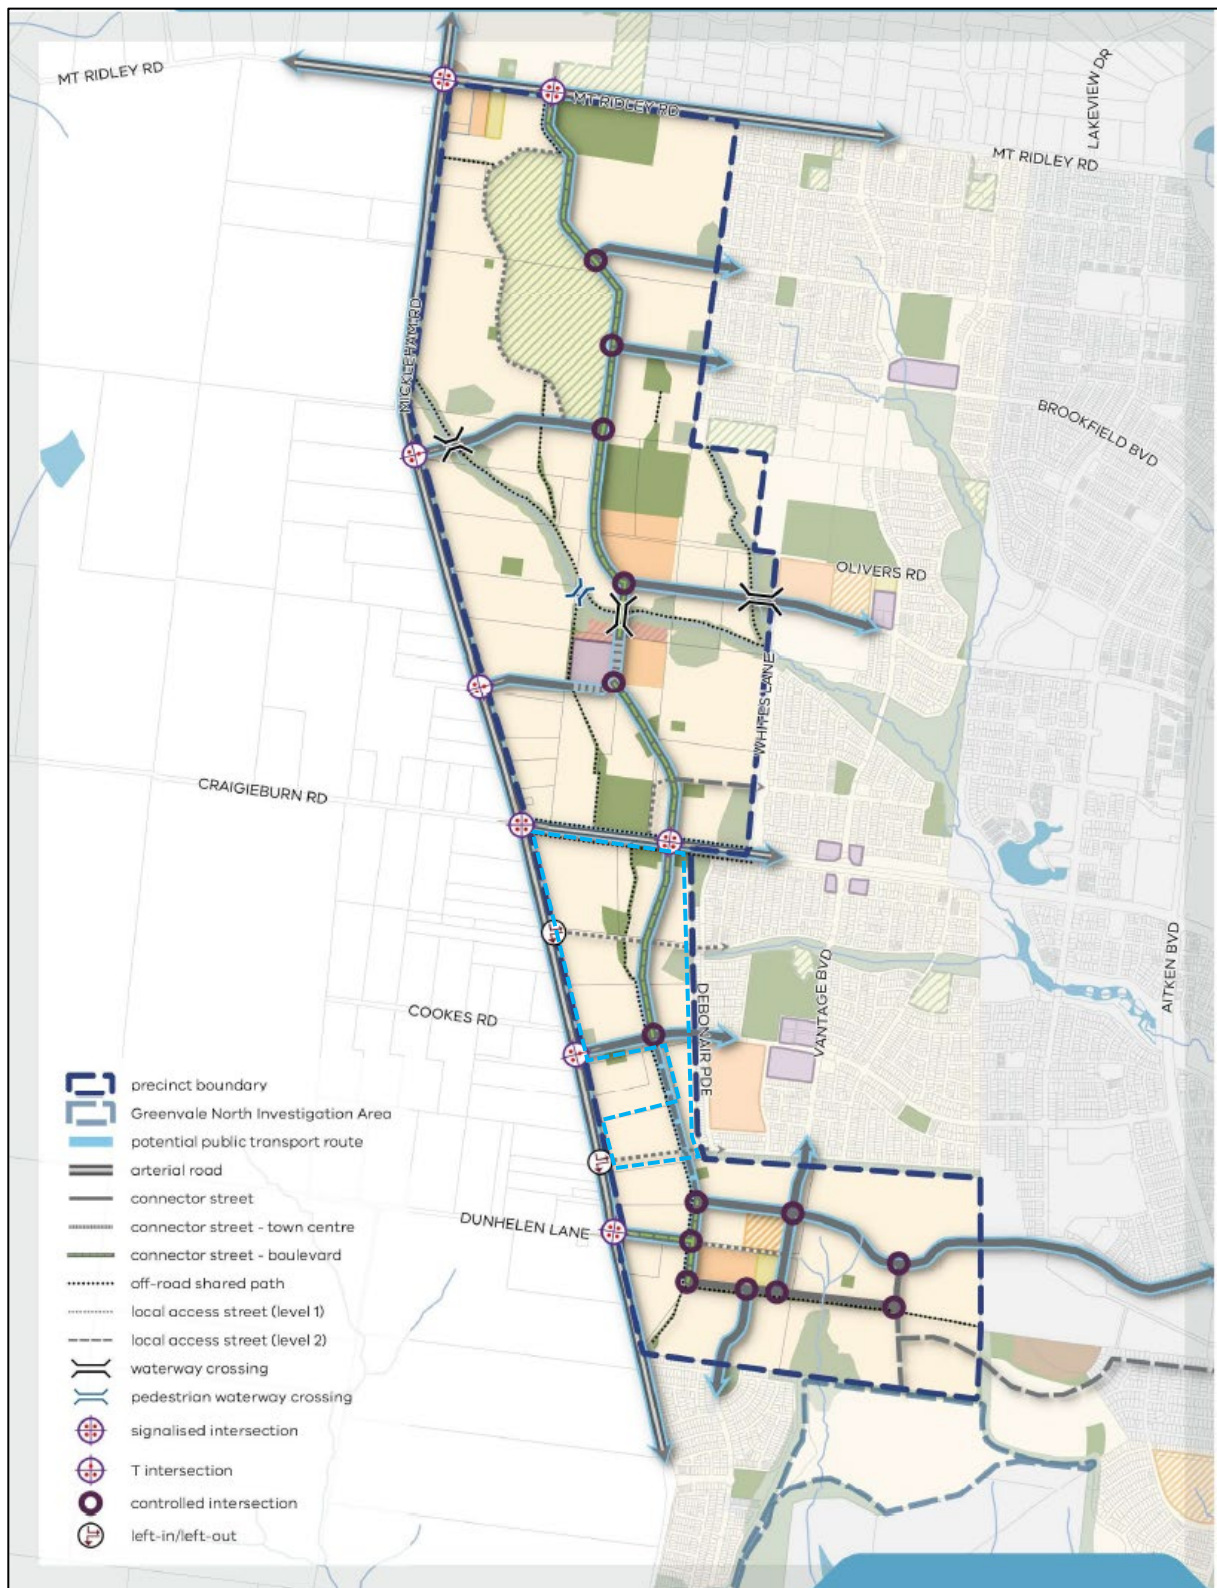 MT RIDLEY RD
MT RIDLEY RD
LAKEVIEW DR
MT RIDLEY RD
MICKLEHAM RD
BROOKFIELD BVD
OLIVERS RD
WHITES LANE
CRAIGIEBURN RD
AITKEN BVD
VANTAGE BVD
DEBONAIR PDE
COOKES RD
DUNHELEN LANE
precinct boundary
Greenvale North Investigation Area
potential public transport route
arterial road
connector street
connector street - town centre
connector street - boulevard
off-road shared path
local access street (level 1)
local access street (level 2)
waterway crossing
pedestrian waterway crossing
signalised intersection
T intersection
controlled intersection
left-in/left-out